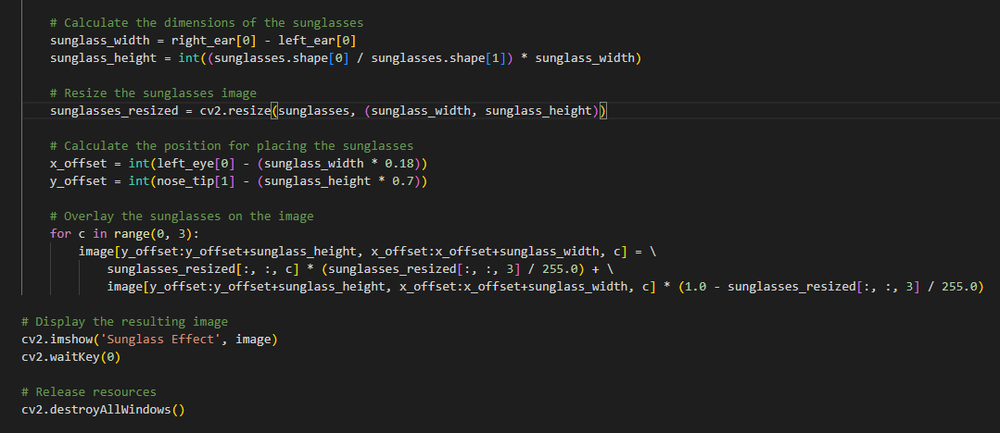 # Calculate the dimensions of the sunglasses
sunglass_width = right_ear[0] - left_ear[0]
sunglass_height = int((sunglasses.shape[0] / sunglasses.shape[1]) * sunglass_width)
# Resize the sunglasses image
sunglasses_resized = cv2.resize(sunglasses, (sunglass_width, sunglass_height))
# Calculate the position for placing the sunglasses
x_offset = int(left_eye[0] - (sunglass_width * 0.18))
y_offset = int(nose_tip[1] - (sunglass_height * 0.7))
# Overlay the sunglasses on the image
for c in range(0, 3):
image[y_offset:y_offset+sunglass_height, x_offset:x_offset+sunglass_width, c] = \
sunglasses_resized[:, :, c] * (sunglasses_resized[:, :, 3] / 255.0) + \
image[y_offset:y_offset+sunglass_height, x_offset:x_offset+sunglass_width, c] * (1.0 - sunglasses_resized[:, :, 3] / 255.0)
# Display the resulting image
cv2.imshow('Sunglass Effect', image)
cv2.waitKey(0)
# Release resources
cv2.destroyAllWindows()